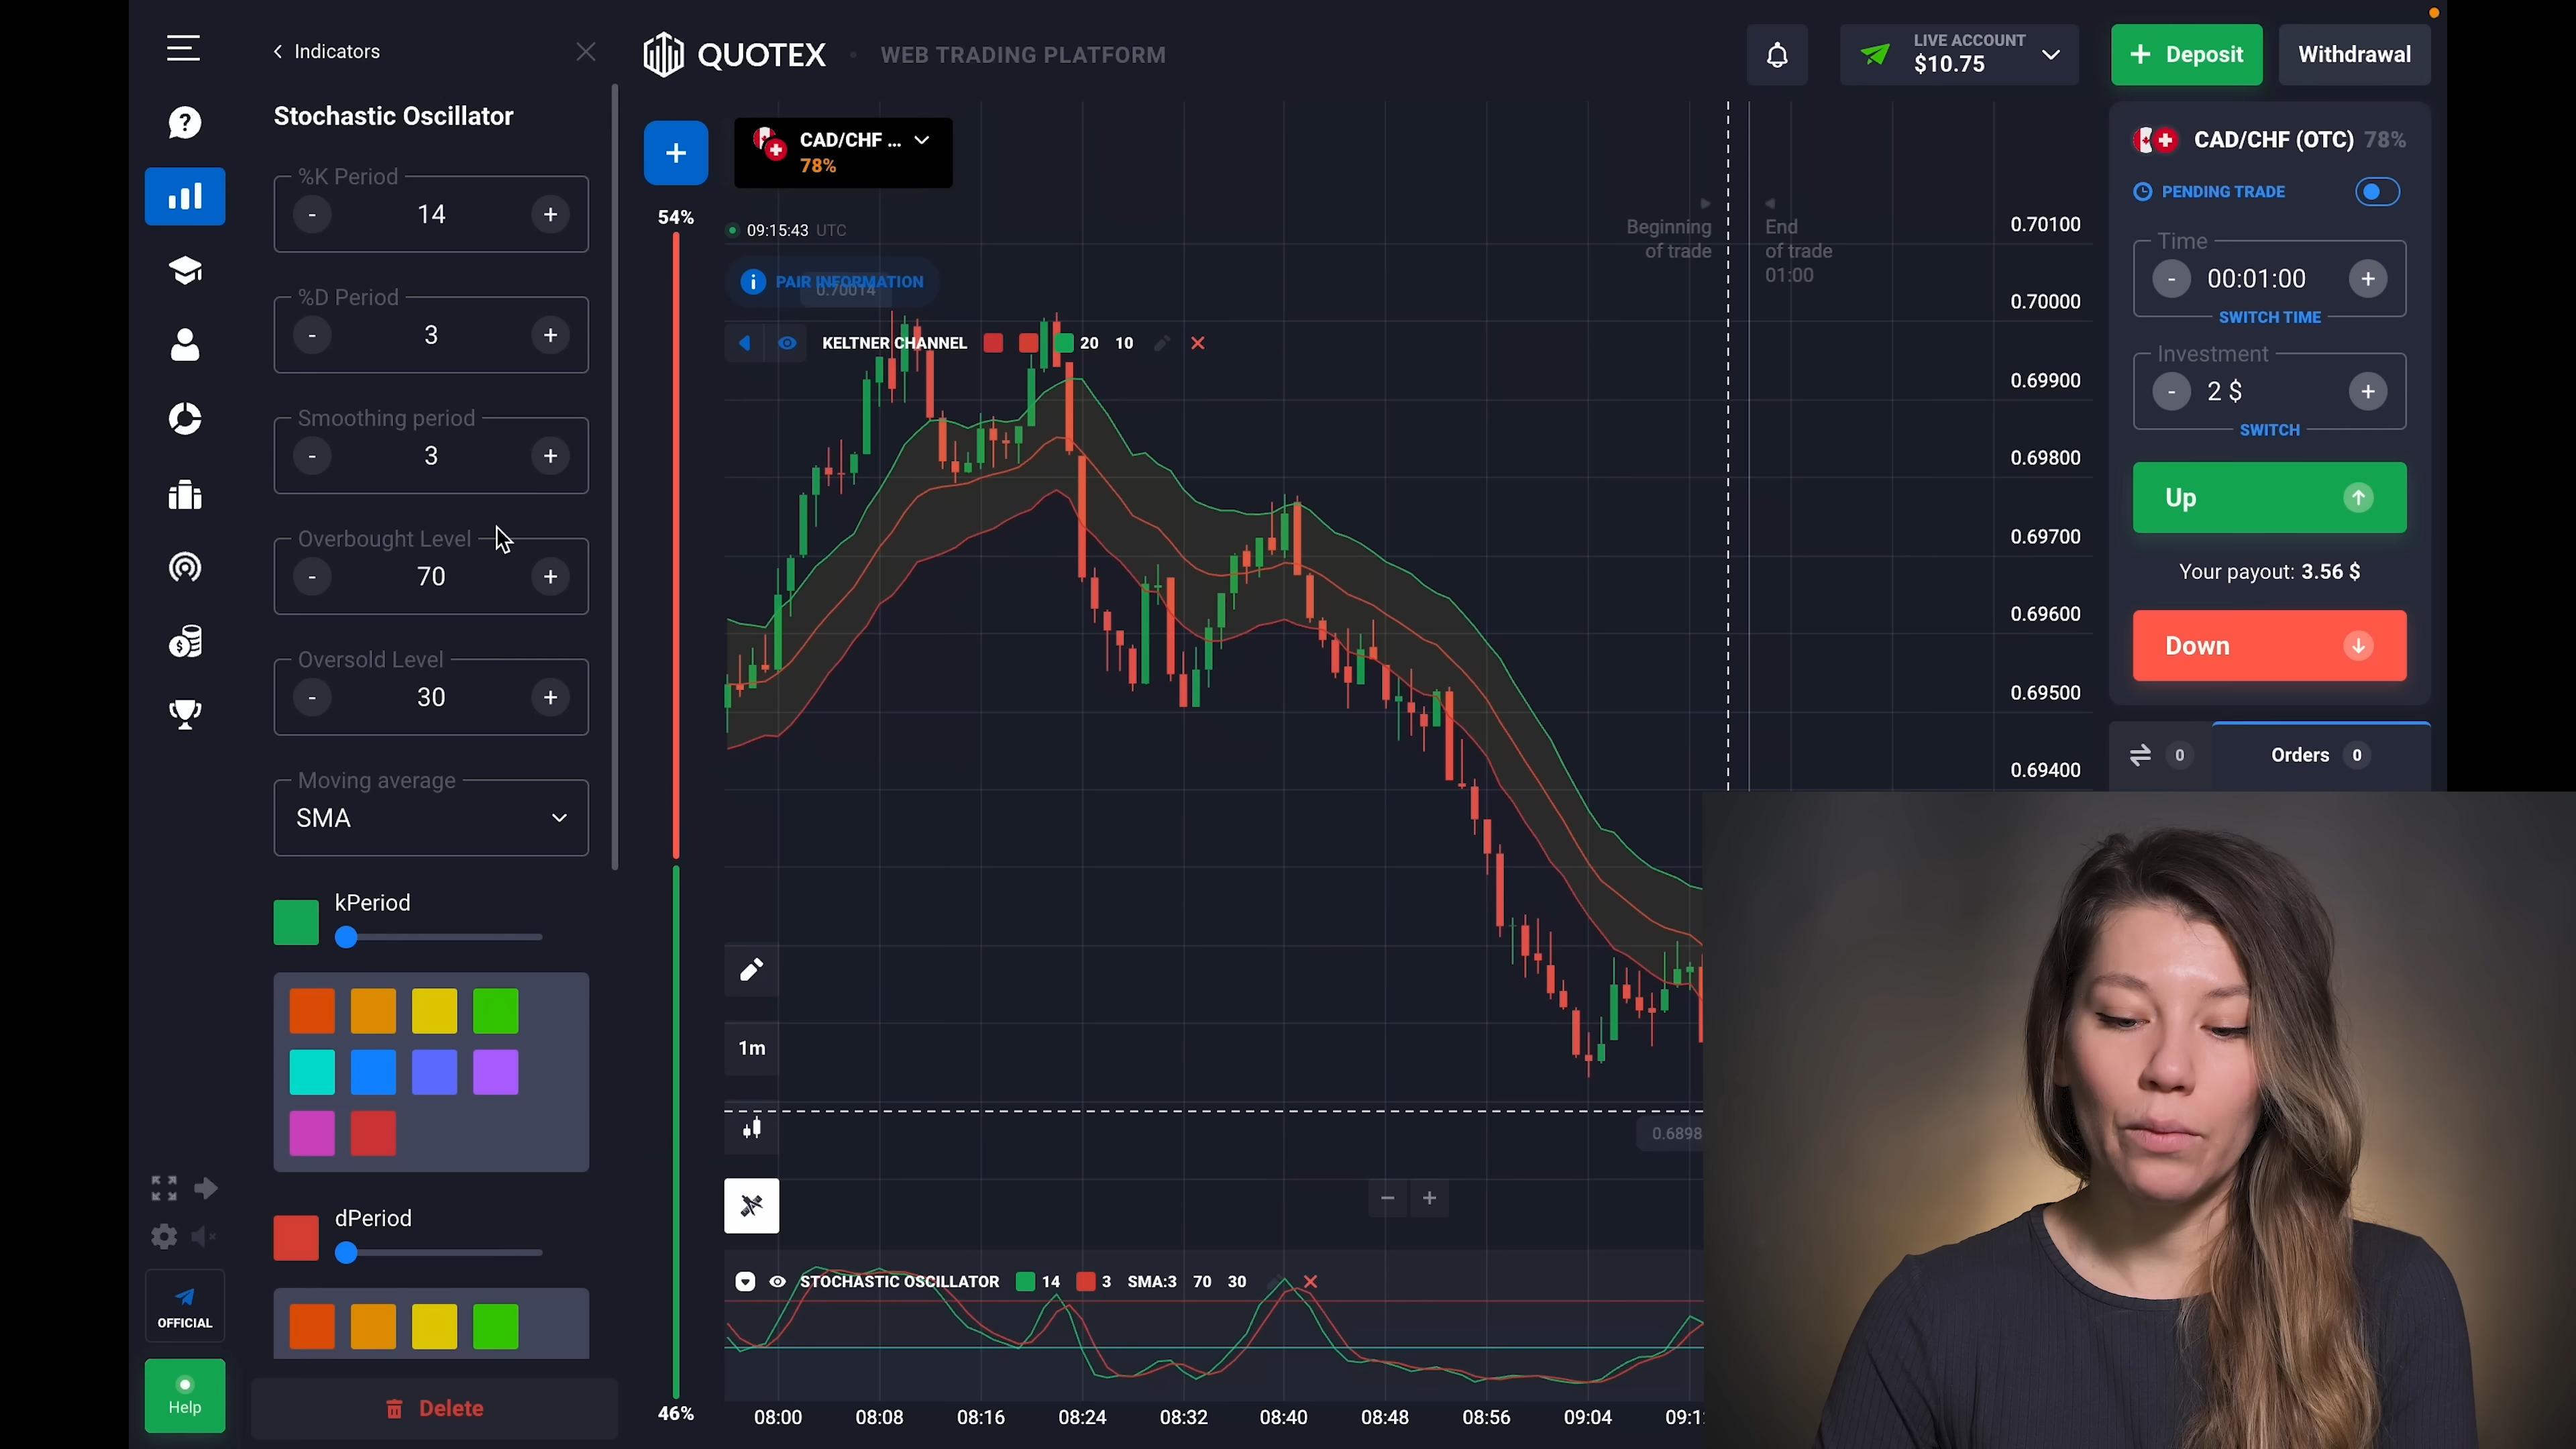 Indicators
Stochastic Oscillator
%K Period
- 14 +
%D Period
- 3 +
Smoothing period
- 3 +
Overbought Level
- 70 +
Oversold Level
- 30 +
Moving average
SMA
kPeriod
dPeriod
Delete
OFFICIAL
Help
QUOTEX
WEB TRADING PLATFORM
LIVE ACCOUNT
$10.75
+ Deposit
Withdrawal
+
CAD/CHF ...
78%
54%
09:15:43 UTC
PAIR INFORMATION
0.70014
KELTNER CHANNEL 20 10
Beginning
of trade
End
of trade
01:00
0.70100
0.70000
0.69900
0.69800
0.69700
0.69600
0.69500
0.69400
1m
0.6898
- +
STOCHASTIC OSCILLATOR 14 3 SMA:3 70 30
46%
08:00 08:08 08:16 08:24 08:32 08:40 08:48 08:56 09:04 09:1
CAD/CHF (OTC) 78%
PENDING TRADE
Time
- 00:01:00 +
SWITCH TIME
Investment
- 2 $ +
SWITCH
Up
Your payout: 3.56 $
Down
0
Orders 0